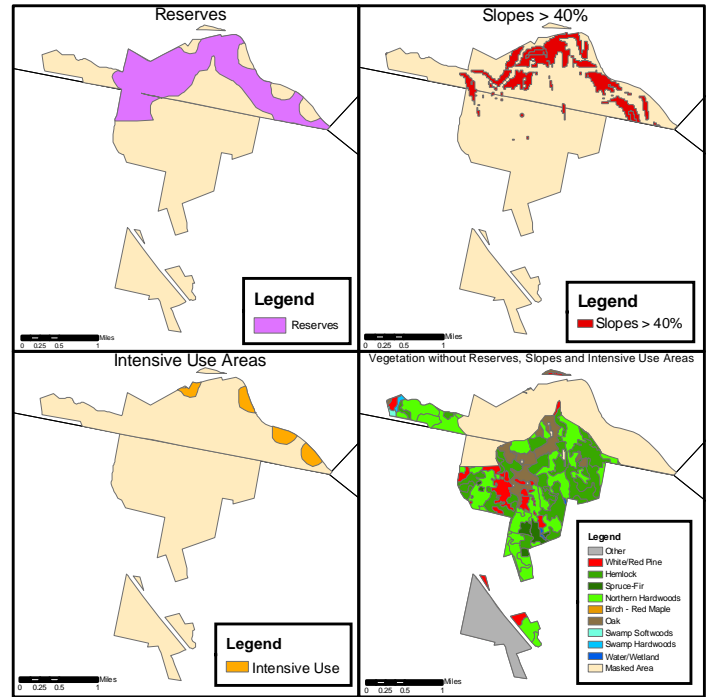 Reserves
Legend
Reserves
Miles
0 0.25 0.5 1
Slopes > 40%
Legend
Slopes > 40%
Miles
0 0.25 0.5 1
Intensive Use Areas
Legend
Intensive Use
Miles
0 0.25 0.5 1
Vegetation without Reserves, Slopes and Intensive Use Areas
Legend
Other
White/Red Pine
Hemlock
Spruce-Fir
Northern Hardwoods
Birch - Red Maple
Oak
Swamp Softwoods
Swamp Hardwoods
Water/Wetland
Masked Area
Miles
0 0.25 0.5 1